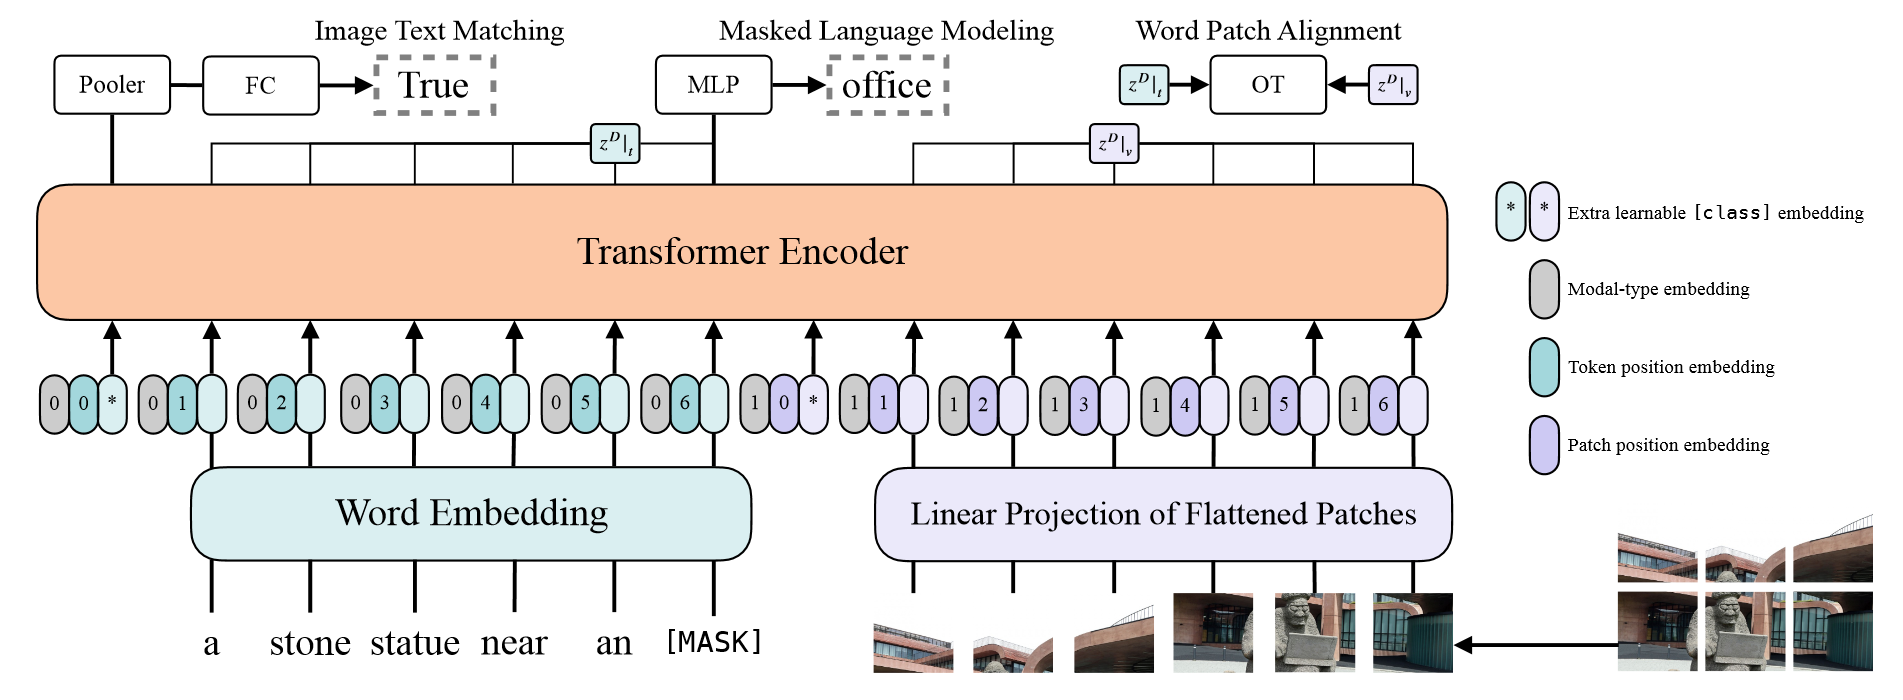 Image Text Matching
Masked Language Modeling
Word Patch Alignment
Pooler
FC
True
MLP
office
z^D|_t
OT
z^D|_v
z^D|_t
z^D|_v
Transformer Encoder
* * Extra learnable [class] embedding
Modal-type embedding
Token position embedding
Patch position embedding
0 0 * 0 1 0 2 0 3 0 4 0 5 0 6 1 0 * 1 1 1 2 1 3 1 4 1 5 1 6
Word Embedding
Linear Projection of Flattened Patches
a stone statue near an [MASK]